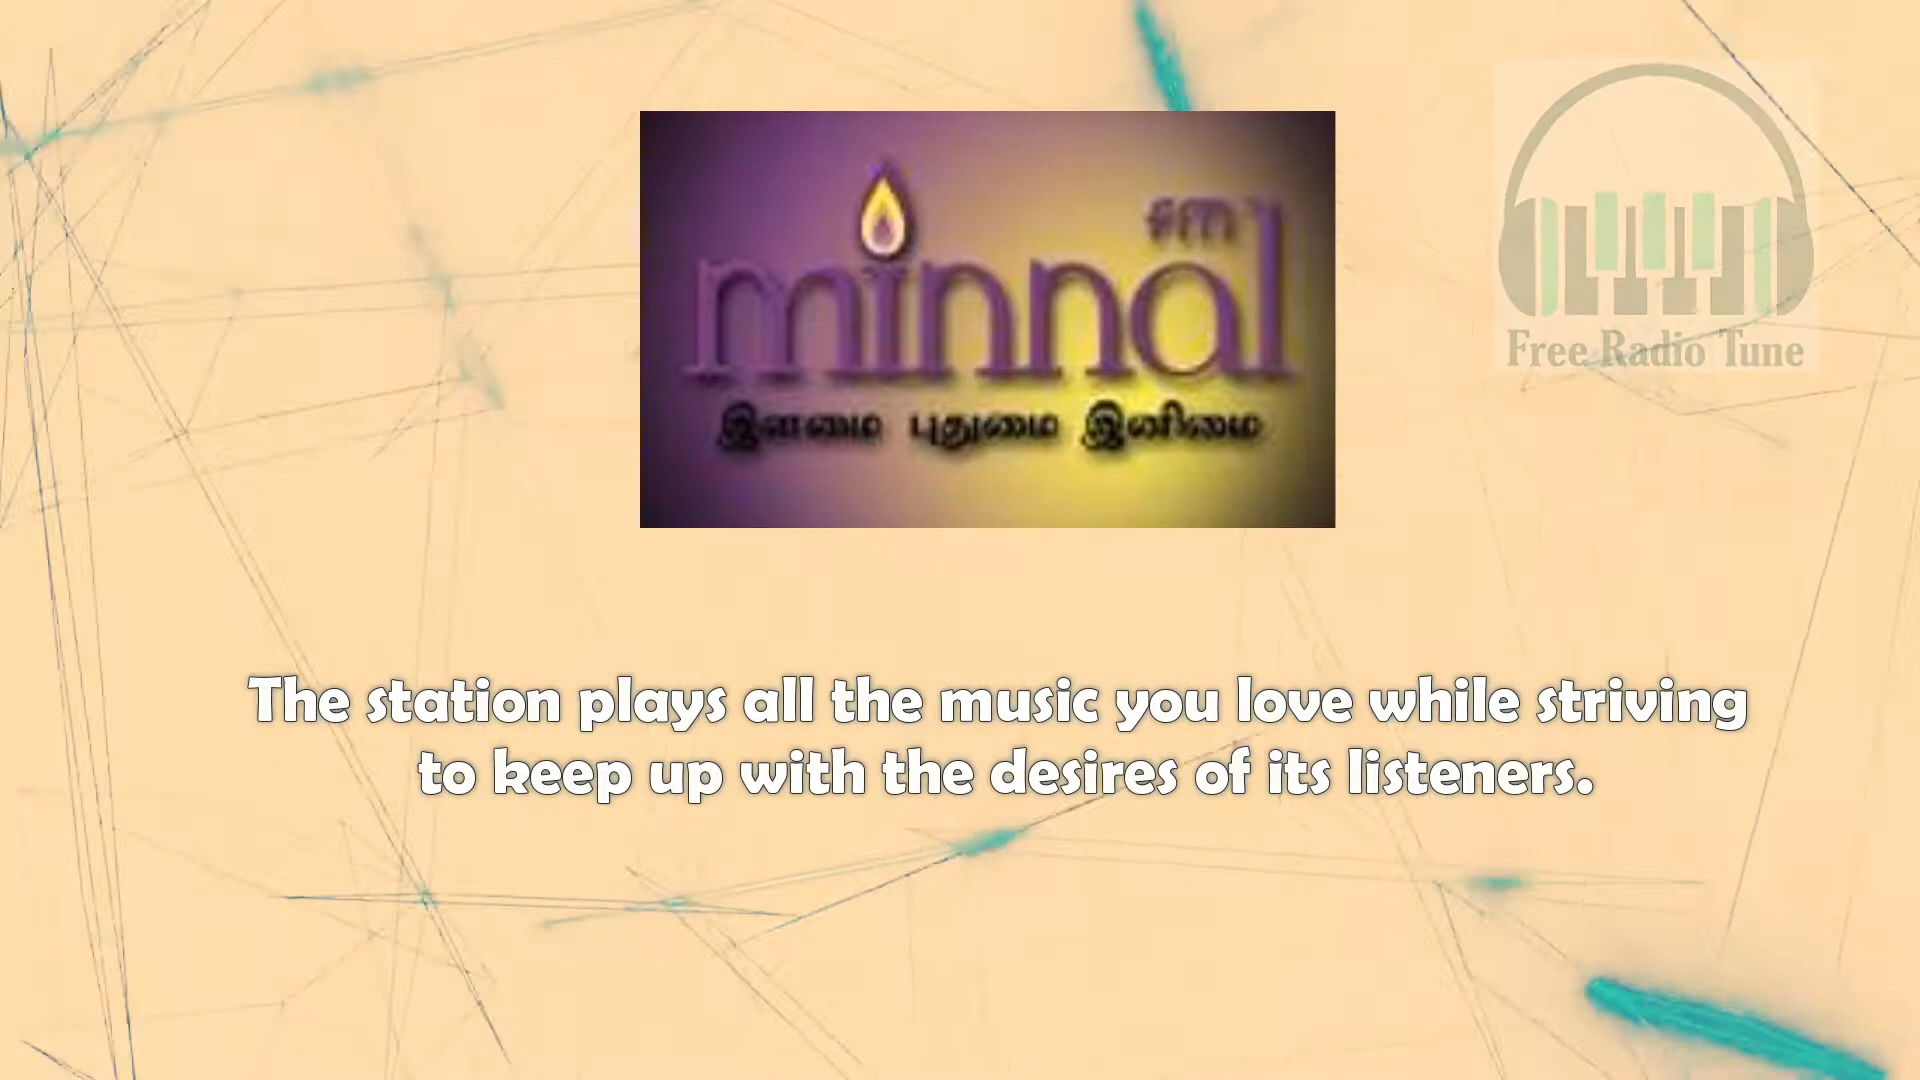 fm
minnal
இளமை புதுமை இனிமை
Free Radio Tune
The station plays all the music you love while striving
to keep up with the desires of its listeners.